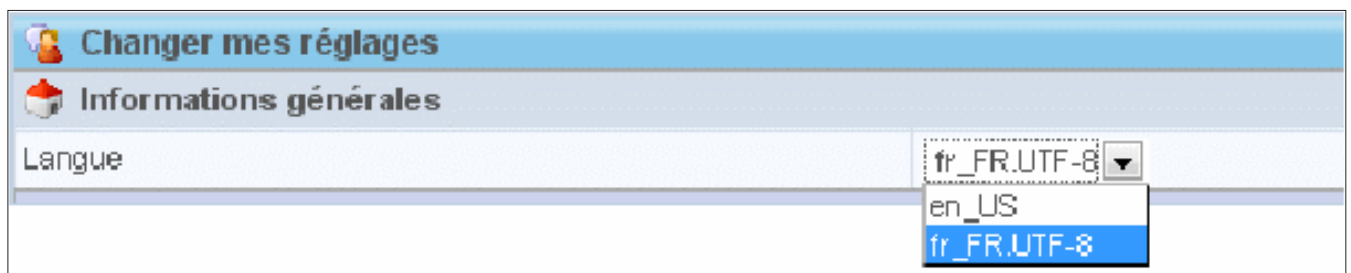 Changer mes réglages
Informations générales
Langue fr_FR.UTF-8
en_US
fr_FR.UTF-8